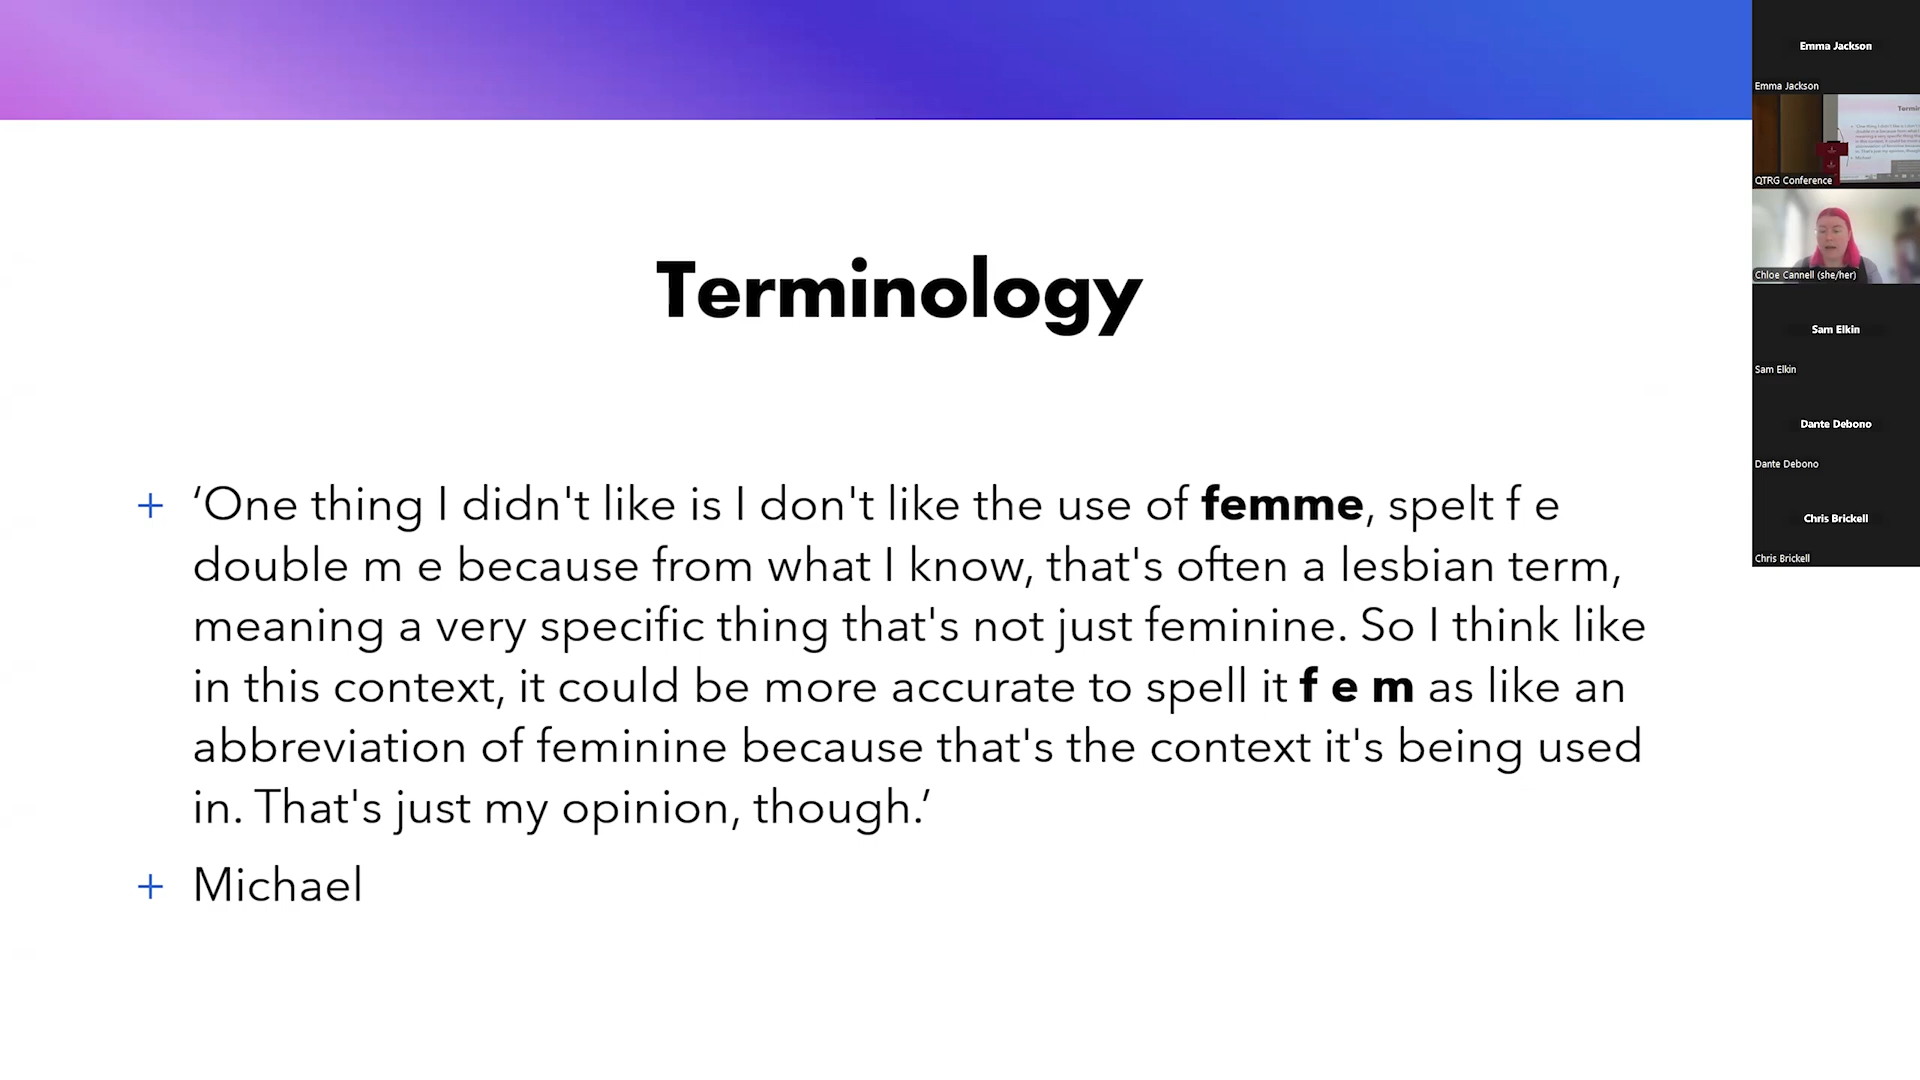 Terminology
+ ‘One thing I didn't like is I don't like the use of femme, spelt f e
double m e because from what I know, that's often a lesbian term,
meaning a very specific thing that's not just feminine. So I think like
in this context, it could be more accurate to spell it f e m as like an
abbreviation of feminine because that's the context it's being used
in. That's just my opinion, though.’
+ Michael
Emma Jackson
Emma Jackson
QTRG Conference
Chloe Cannell (she/her)
Sam Elkin
Sam Elkin
Dante Debono
Dante Debono
Chris Brickell
Chris Brickell